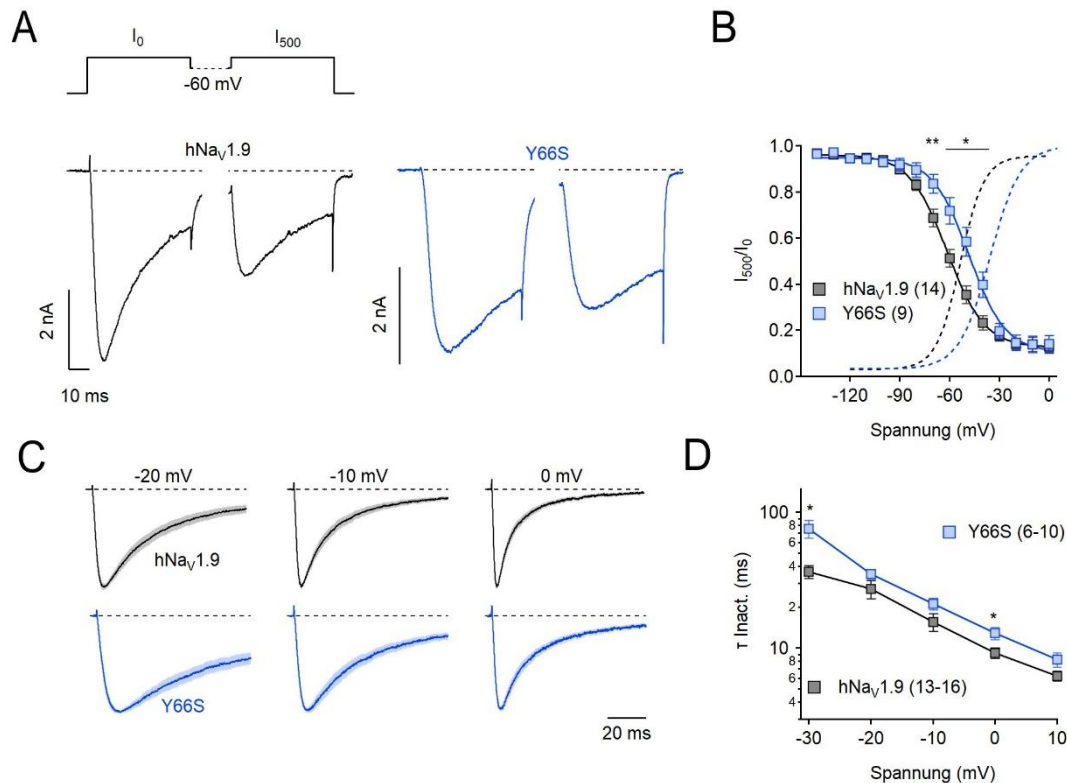 A
I₀
I₅₀₀
-60 mV
hNaᵥ1.9
Y66S
2 nA
2 nA
10 ms
B
** *
1.0
0.8
0.6
0.4
0.2
0.0
I₅₀₀/I₀
hNaᵥ1.9 (14)
Y66S (9)
-120 -90 -60 -30 0
Spannung (mV)
C
-20 mV
-10 mV
0 mV
hNaᵥ1.9
Y66S
20 ms
D
100
8
6
4
2
10
8
6
4
τ Inact. (ms)
*
*
Y66S (6-10)
hNaᵥ1.9 (13-16)
-30 -20 -10 0 10
Spannung (mV)